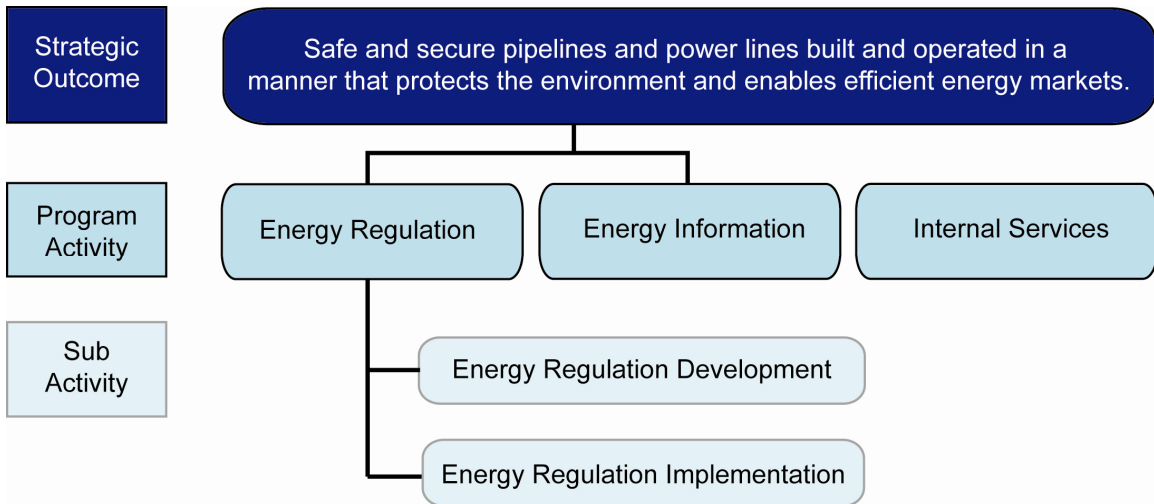 Strategic
Outcome
Safe and secure pipelines and power lines built and operated in a
manner that protects the environment and enables efficient energy markets.
Program
Activity
Energy Regulation
Energy Information
Internal Services
Sub
Activity
Energy Regulation Development
Energy Regulation Implementation